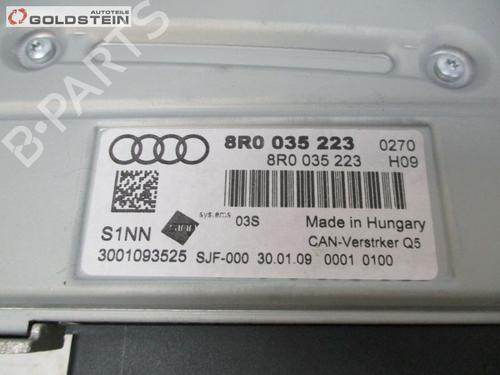 AUTOTEILE
GOLDSTEIN
B-PARTS
8R0 035 223 0270
8R0 035 223 H09
systems 03S
Made in Hungary
S1NN
CAN-Verstrker Q5
3001093525 SJF-000 30.01.09 0001 0100